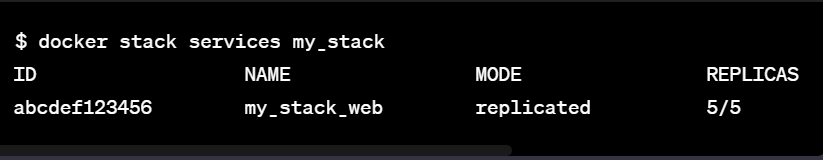 $ docker stack services my_stack
ID                  NAME                MODE                REPLICAS
abcdef123456        my_stack_web        replicated          5/5